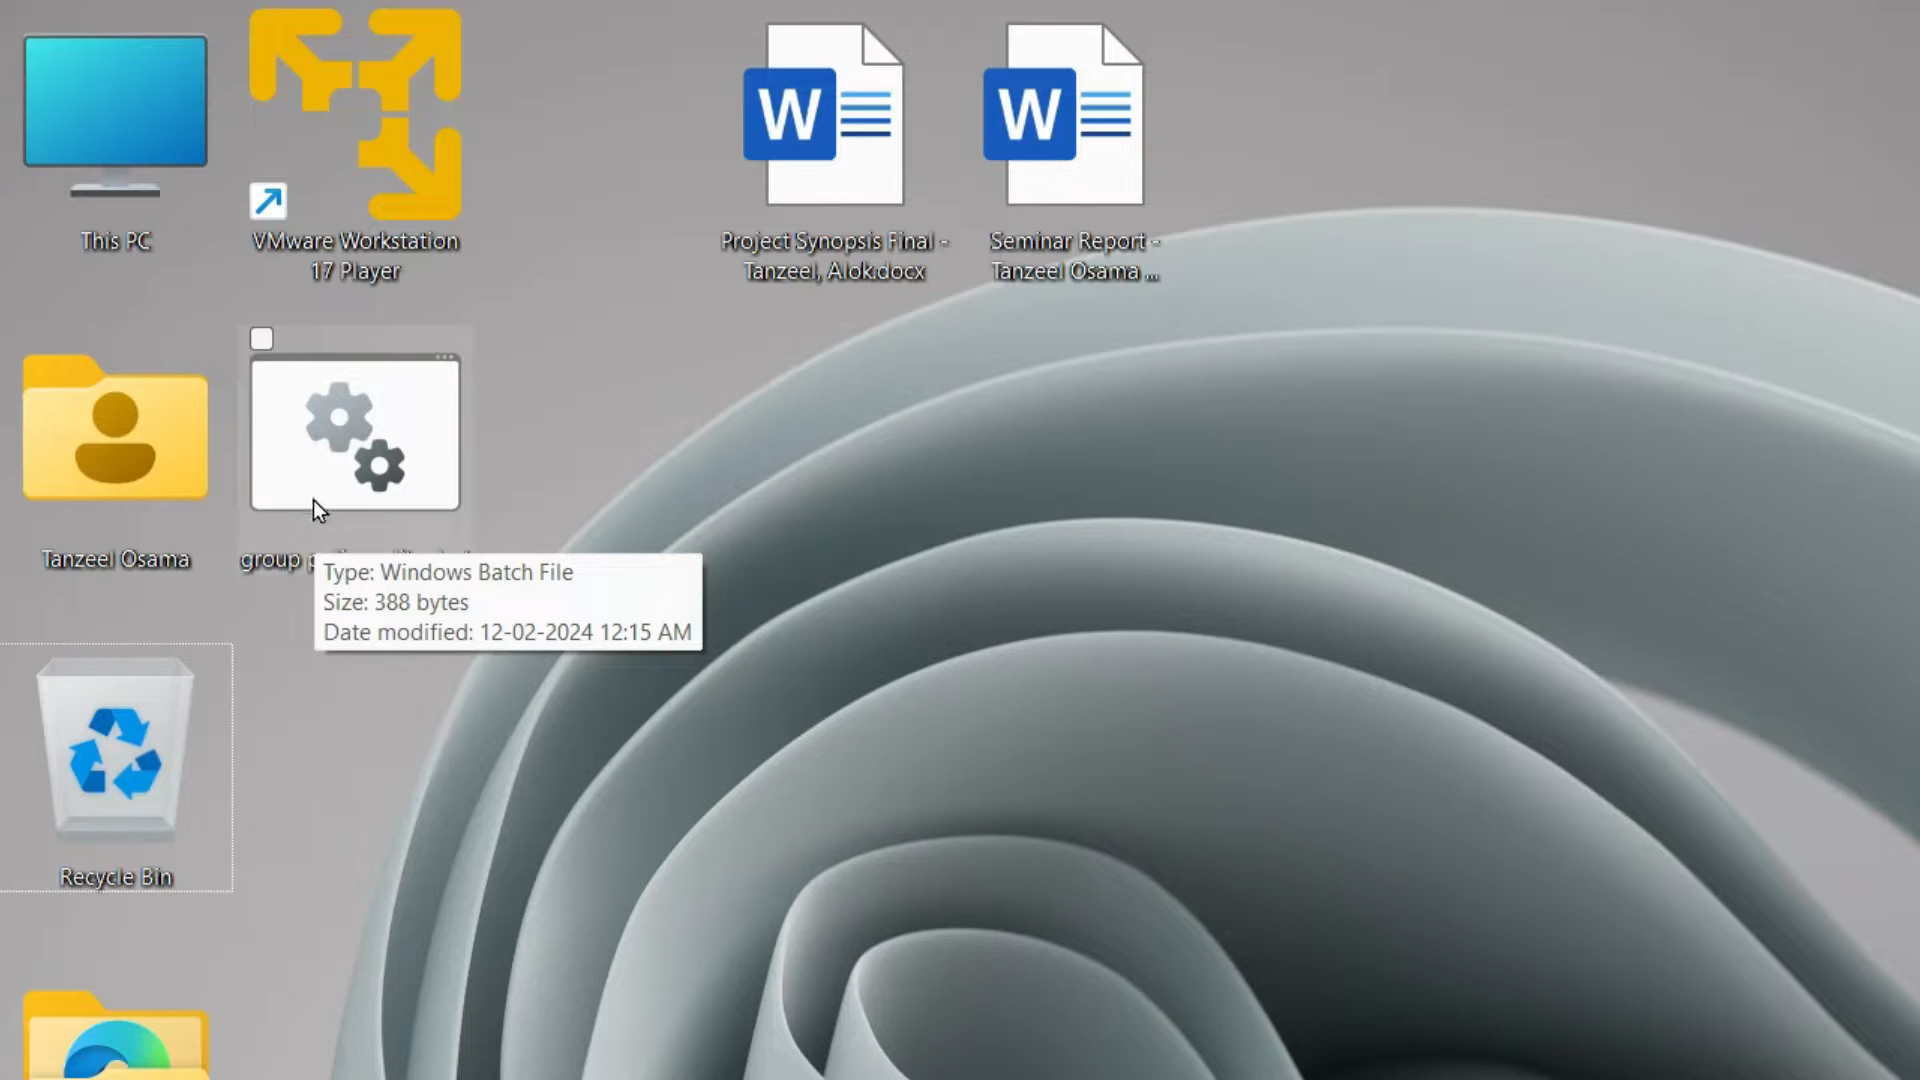 This PC
VMware Workstation
17 Player
W
Project Synopsis Final -
Tanzeel, Alok.docx
W
Seminar Report -
Tanzeel Osama ...
Tanzeel Osama
group
Type: Windows Batch File
Size: 388 bytes
Date modified: 12-02-2024 12:15 AM
Recycle Bin